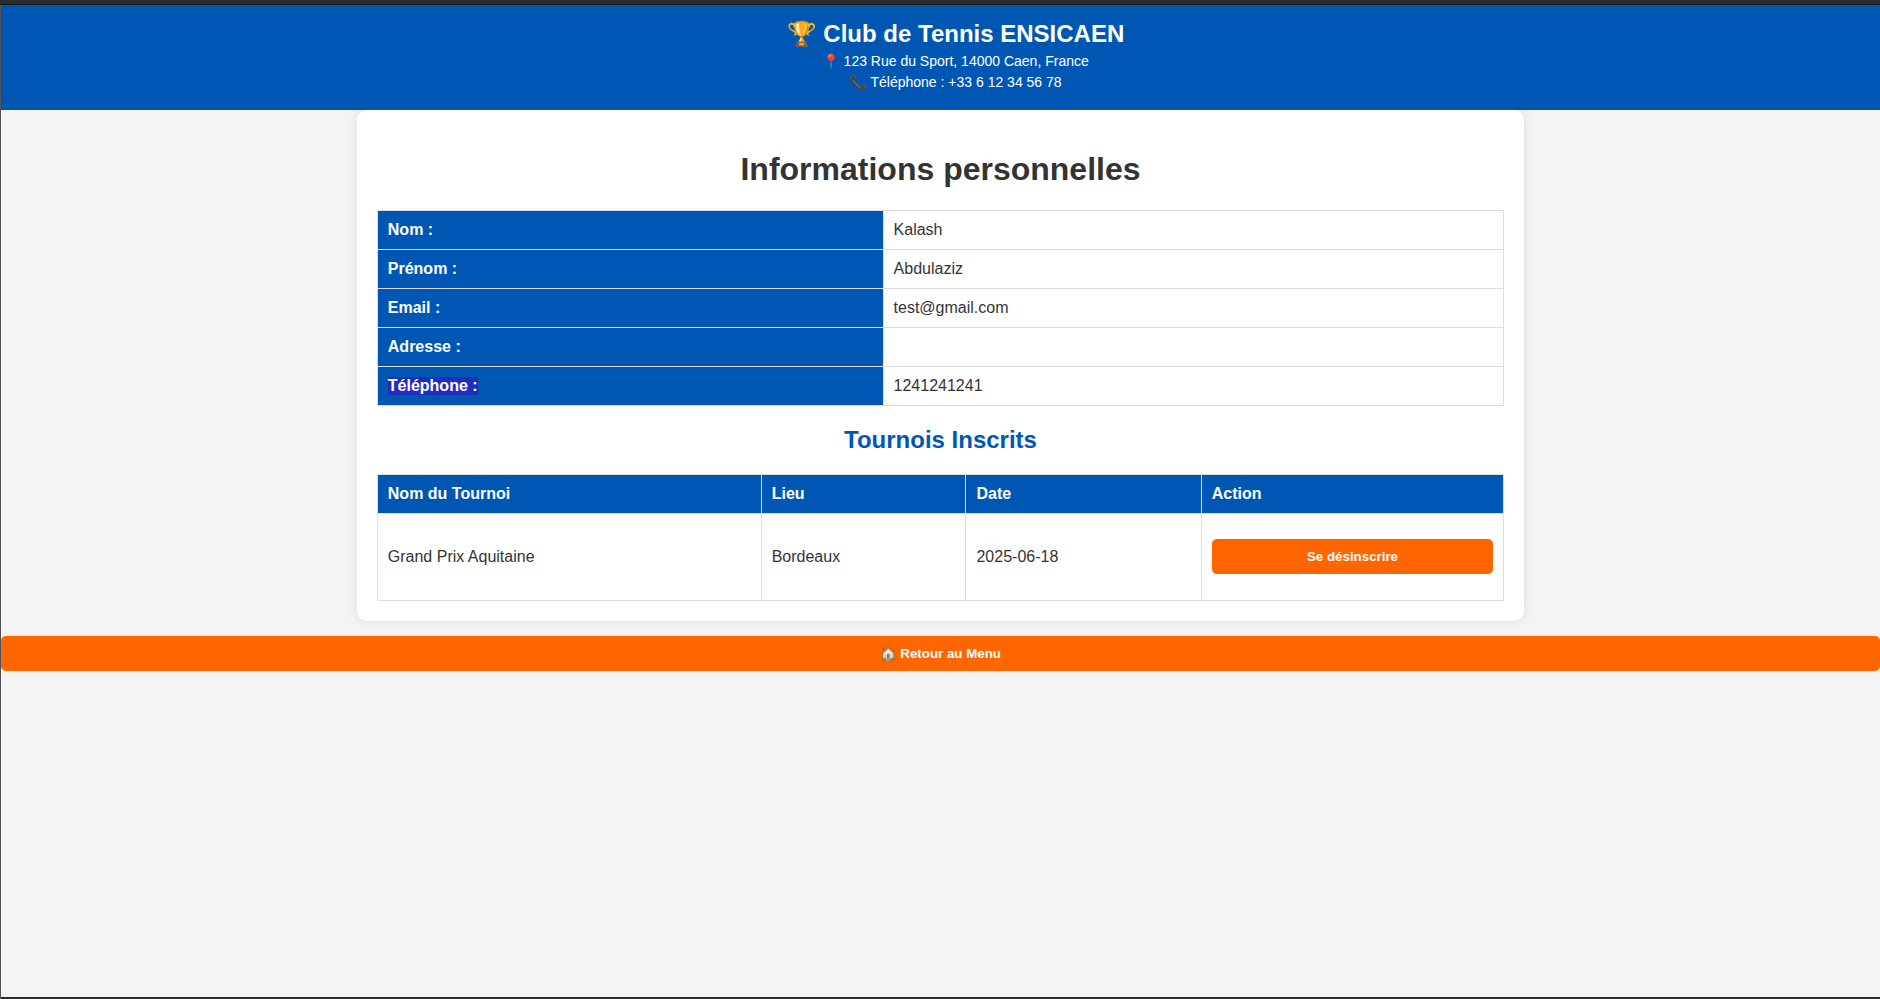 🏆 Club de Tennis ENSICAEN
📍 123 Rue du Sport, 14000 Caen, France
📞 Téléphone : +33 6 12 34 56 78
Informations personnelles
Nom : Kalash
Prénom : Abdulaziz
Email : test@gmail.com
Adresse :
Téléphone : 1241241241
Tournois Inscrits
Nom du Tournoi Lieu Date Action
Grand Prix Aquitaine Bordeaux 2025-06-18 Se désinscrire
🏠 Retour au Menu